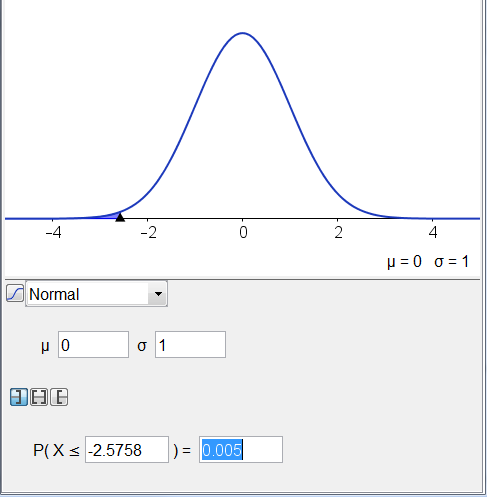 -4 -2 0 2 4
μ = 0 σ = 1
Normal
μ 0 σ 1
P( X ≤ -2.5758 ) = 0.005